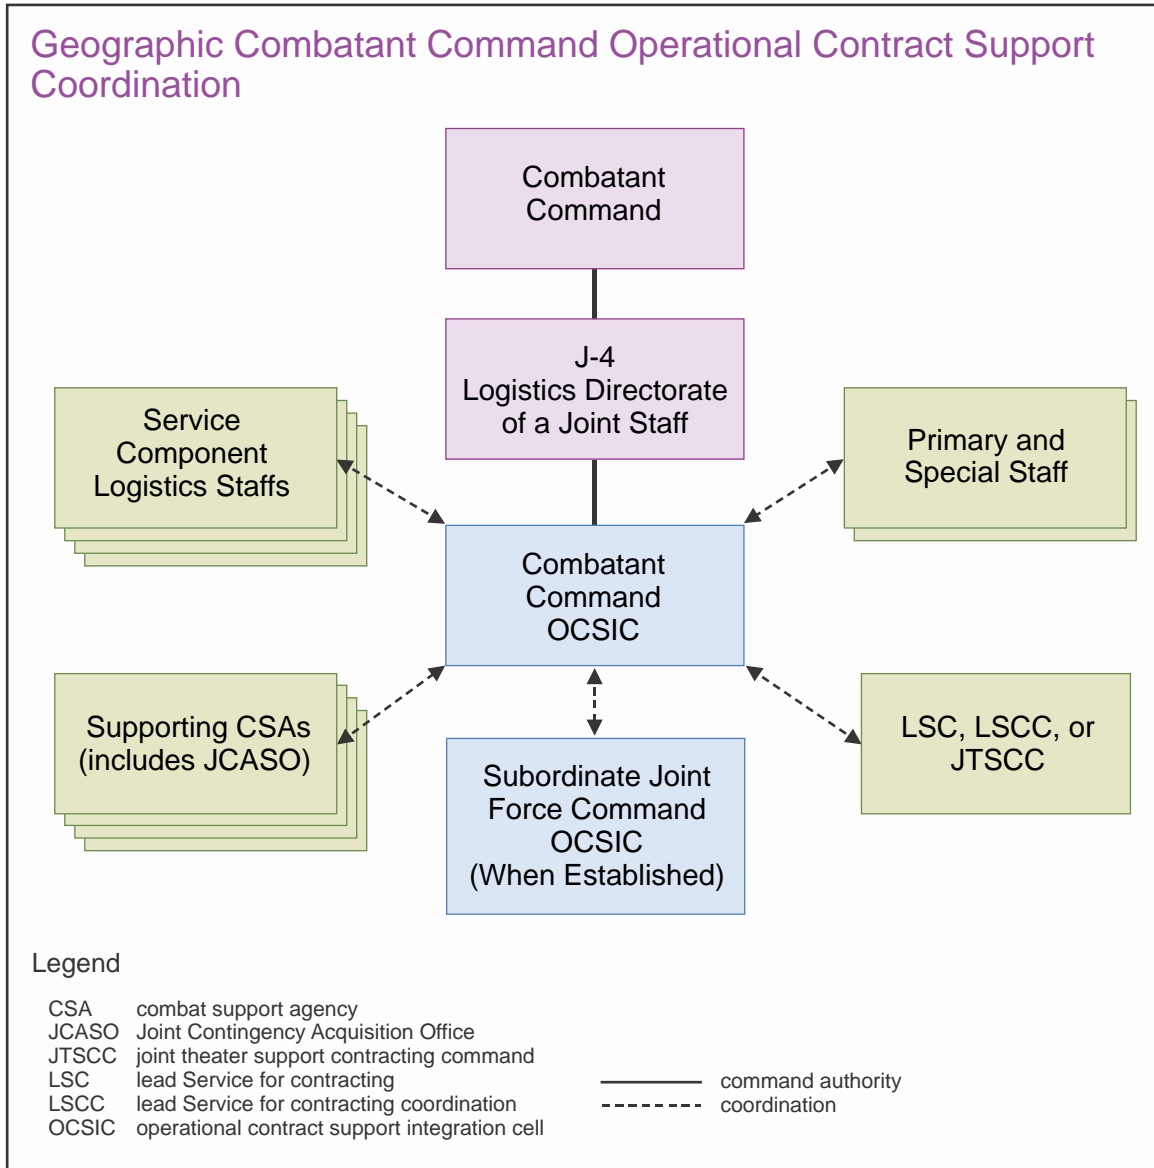 Geographic Combatant Command Operational Contract Support
Coordination
Combatant
Command
J-4
Logistics Directorate
of a Joint Staff
Service
Component
Logistics Staffs
Primary and
Special Staff
Combatant
Command
OCSIC
Supporting CSAs
(includes JCASO)
Subordinate Joint
Force Command
OCSIC
(When Established)
LSC, LSCC, or
JTSCC
Legend
CSA combat support agency
JCASO Joint Contingency Acquisition Office
JTSCC joint theater support contracting command
LSC lead Service for contracting
LSCC lead Service for contracting coordination
OCSIC operational contract support integration cell
command authority
coordination